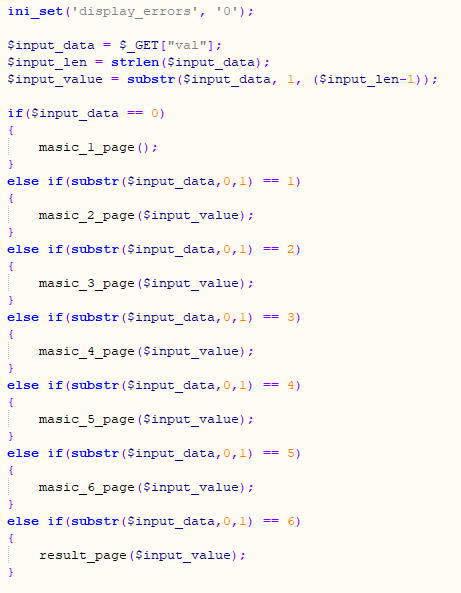 ini_set('display_errors', '0');
$input_data = $_GET["val"];
$input_len = strlen($input_data);
$input_value = substr($input_data, 1, ($input_len-1));
if($input_data == 0)
{
masic_1_page();
}
else if(substr($input_data,0,1) == 1)
{
masic_2_page($input_value);
}
else if(substr($input_data,0,1) == 2)
{
masic_3_page($input_value);
}
else if(substr($input_data,0,1) == 3)
{
masic_4_page($input_value);
}
else if(substr($input_data,0,1) == 4)
{
masic_5_page($input_value);
}
else if(substr($input_data,0,1) == 5)
{
masic_6_page($input_value);
}
else if(substr($input_data,0,1) == 6)
{
result_page($input_value);
}